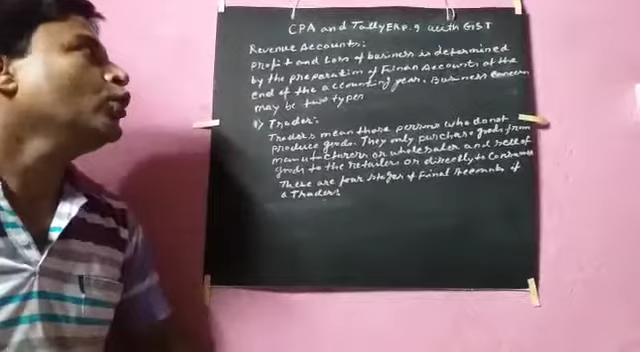 CPA and TallyERP.9 with GST
Revenue Accounts:
Profit and Loss of business is determined
by the preparation of Final Accounts at the
end of the accounting year. Business Concern
may be two types
1) Trader:
Traders mean those persons who do not
produce goods. They only purchase goods from
manufacturers or wholesaler and sell of
goods to the retailers or directly to Consumer
These are four stages of Final Accounts of
a Trader: